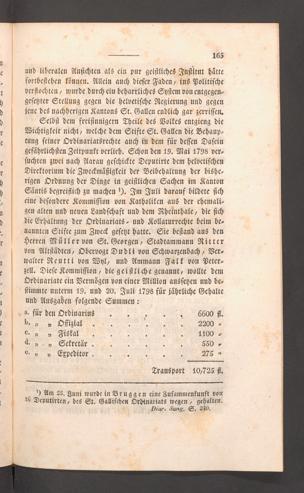 165
und liberalen Ansichten als ein pur geistliches Institut hätte
fortbestehen können. Allein auch dieser Faden, ins Politische
verflochten, wurde durch ein beharrliches System von entgegen-
gesetzter Stellung gegen die helvetische Regierung und gegen
jene des nachherigen Kantons St. Gallen endlich gar zerrissen.
Selbst dem freisinnigern Theile des Volkes entgieng die
Wichtigkeit nicht, welche dem Stifte St. Gallen die Behaup-
tung seiner Ordinariatsrechte auch in dem für dessen Dasein
gefährlichsten Zeitpunkt verlieh. Schon den 19. Mai 1798 ver-
suchten zwei nach Aarau geschickte Deputirte dem helvetischen
Direktorium die Zweckmäßigkeit der Beibehaltung der bishe-
rigen Ordnung der Dinge in geistlichen Sachen im Kanton
Säntis begreiflich zu machen ¹). Im Juli darauf bildete sich
eine besondere Kommission von Katholiken aus der ehemali-
gen alten und neuen Landschaft und dem Rheinthale, die sich
die Erhaltung der Ordinariats- und Kollaturrechte beim be-
nannten Stifte zum Zweck gesetzt hatte. Sie bestand aus den
Herren Müller von St. Georgen, Stadtammann Ritter
von Altstädten, Obervogt Dudli von Schwarzenbach, Ver-
walter Reutti von Wyl, und Ammann Falk von Peter-
zell. Diese Kommission, die geistliche genannt, wollte dem
Ordinariate ein Vermögen von einer Million aussehen und be-
stimmte unterm 19. und 20. Juli 1798 für jährliche Gehalte
und Ausgaben folgende Summen:
a. für den Ordinarius 6600 fl.
b. „ „ Offizial 2200 „
c. „ „ Fiskal 1100 „
d. „ „ Sekretär 550 „
e. „ „ Expeditor 275 „
Transport 10,725 fl.
¹) Am 25. Juni wurde in Bruggen eine Zusammenkunft von
26 Deputirten, des St. Gallischen Ordinariats wegen, gehalten.
Diar. Sang. S. 240.